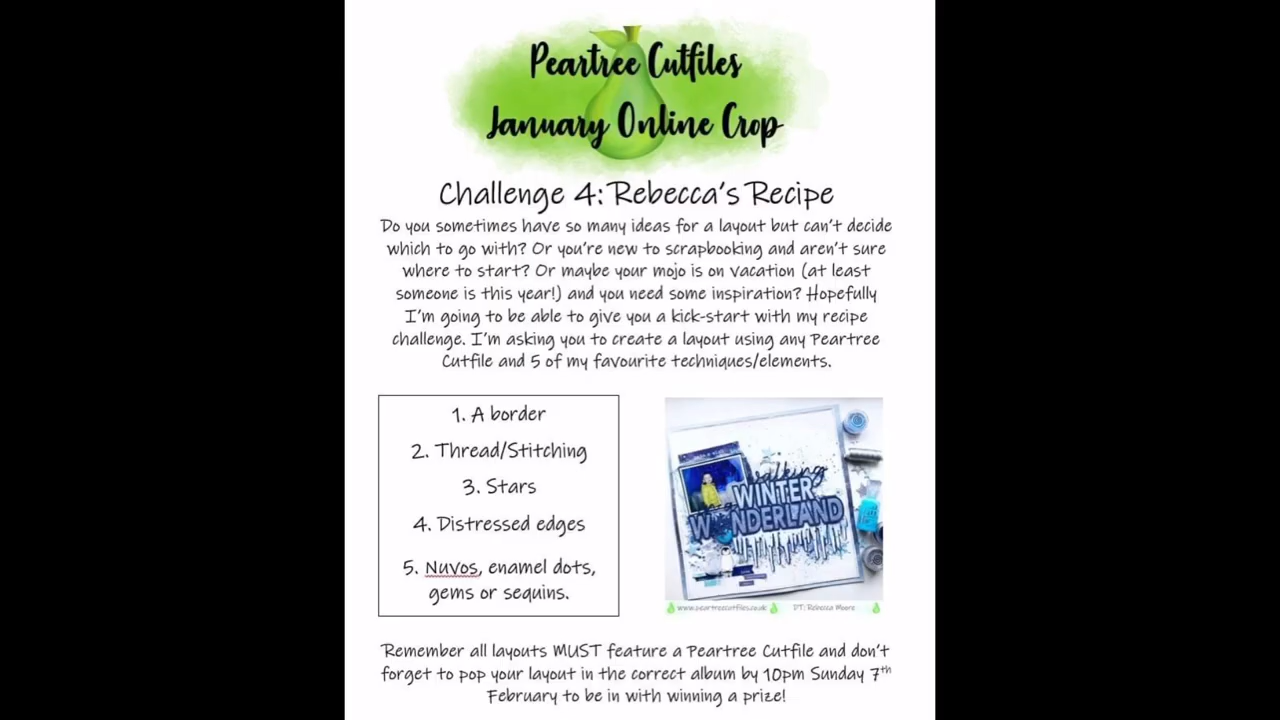 Peartree Cutfiles
January Online Crop
Challenge 4: Rebecca's Recipe
Do you sometimes have so many ideas for a layout but can't decide
which to go with? Or you're new to scrapbooking and aren't sure
where to start? Or maybe your mojo is on vacation (at least
someone is this year!) and you need some inspiration? Hopefully
I'm going to be able to give you a kick-start with my recipe
challenge. I'm asking you to create a layout using any Peartree
Cutfile and 5 of my favourite techniques/elements.
1. A border
2. Thread/Stitching
3. Stars
4. Distressed edges
5. Nuvos, enamel dots,
gems or sequins.
walking
WINTER
WONDERLAND
www.peartreecutfiles.co.uk DT: Rebecca Moore
Remember all layouts MUST feature a Peartree Cutfile and don't
forget to pop your layout in the correct album by 10pm Sunday 7th
February to be in with winning a prize!